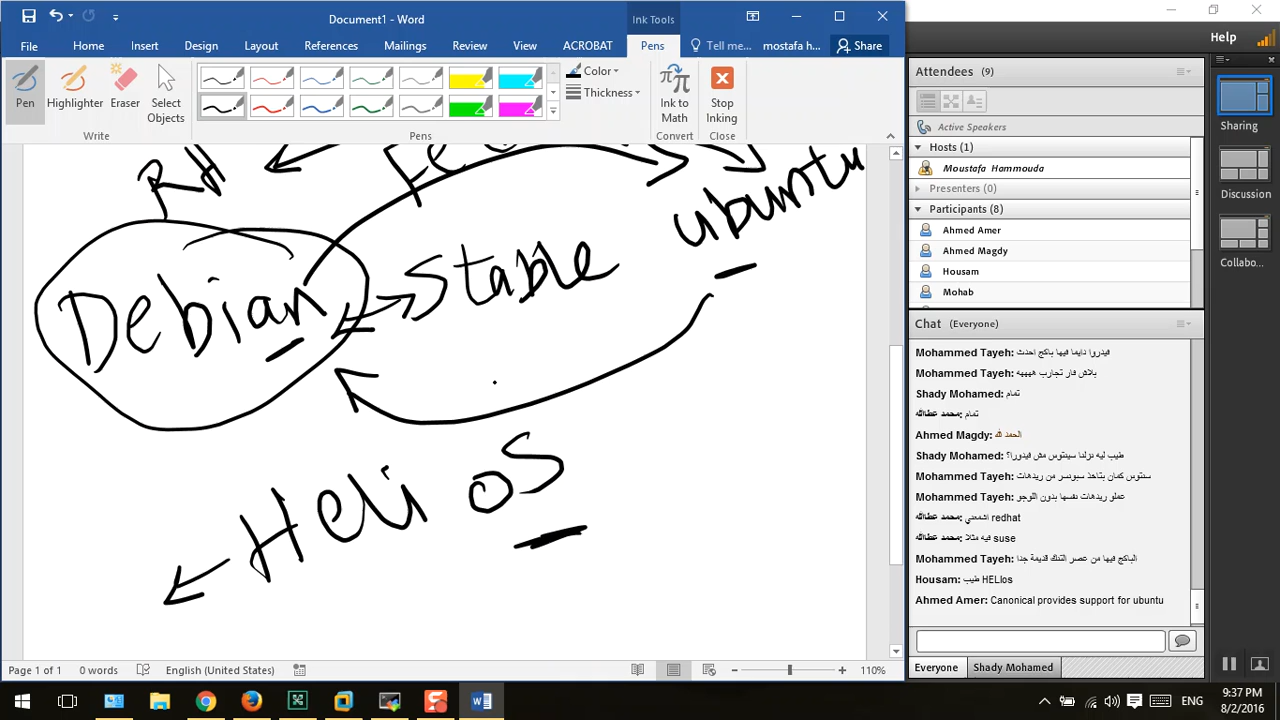 Document1 - Word
Ink Tools
Help
File
Home
Insert
Design
Layout
References
Mailings
Review
View
ACROBAT
Pens
Tell me...
mostafa h...
Share
Pen
Highlighter
Eraser
Select Objects
Color
Thickness
Ink to Math
Stop Inking
Write
Pens
Convert
Close
RH
ubuntu
Debian
Stable
Heli os
Page 1 of 1
0 words
English (United States)
110%
Attendees (9)
Active Speakers
Hosts (1)
Moustafa Hammouda
Presenters (0)
Participants (8)
Ahmed Amer
Ahmed Magdy
Housam
Mohab
Chat (Everyone)
Mohammed Tayeh: فيدروا دايما فيها باكج احدث
Mohammed Tayeh: بلاش فار تجارب هههه
Shady Mohamed: تمام
محمد عطاالله: تمام
Ahmed Magdy: الحمد لله
Shady Mohamed: طيب ليه نزلنا سينتوس مش فيدورا؟
Mohammed Tayeh: سنتوس كمان بتاخذ سبونسر من ريدهات
Mohammed Tayeh: عملو ريدهات نفسها بدون اللوجو
محمد عطاالله: اشمعني redhat
محمد عطاالله: فيه مثلا suse
Mohammed Tayeh: الباكج فيها من عصر التنك قديمة جدا
Housam: طيب HELIos
Ahmed Amer: Canonical provides support for ubuntu
Everyone
Shady Mohamed
Sharing
Discussion
Collabo...
ENG
9:37 PM
8/2/2016